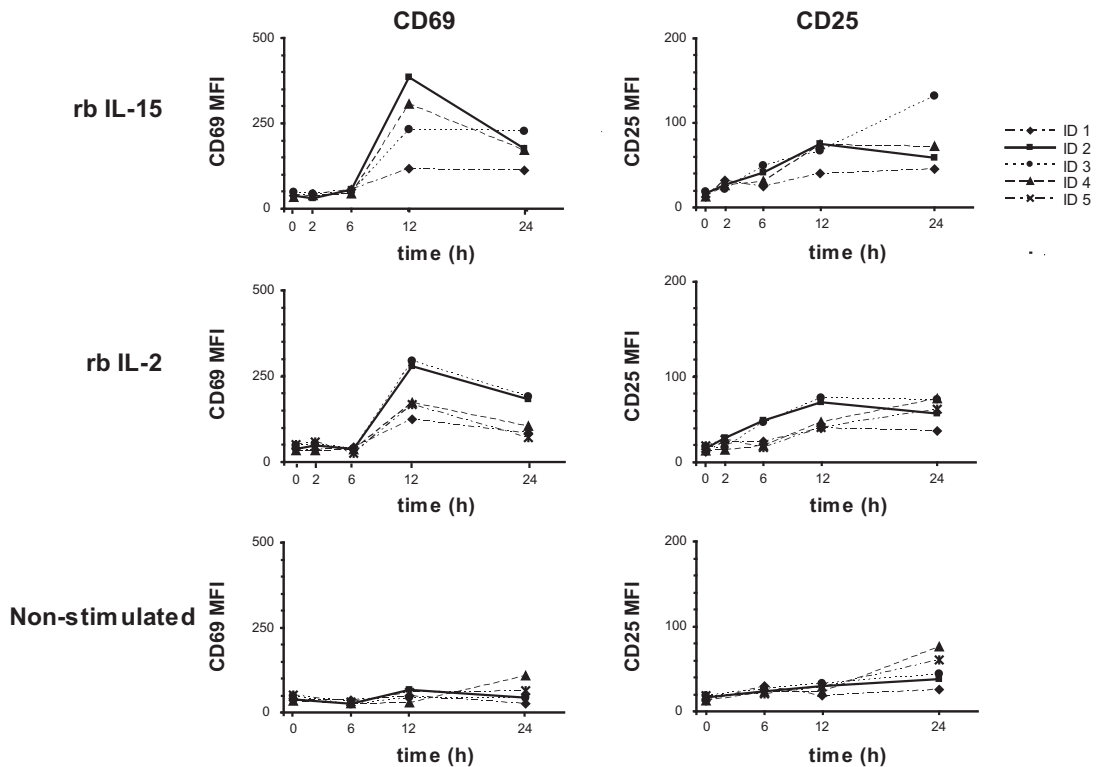 CD69
CD25
rb IL-15
CD69 MFI
500
250
0
0 2 6 12 24
time (h)
CD25 MFI
200
100
0
0 2 6 12 24
time (h)
ID 1
ID 2
ID 3
ID 4
ID 5
rb IL-2
CD69 MFI
500
250
0
0 2 6 12 24
time (h)
CD25 MFI
200
100
0
0 2 6 12 24
time (h)
Non-stimulated
CD69 MFI
500
250
0
0 2 6 12 24
time (h)
CD25 MFI
200
100
0
0 6 12 24
time (h)